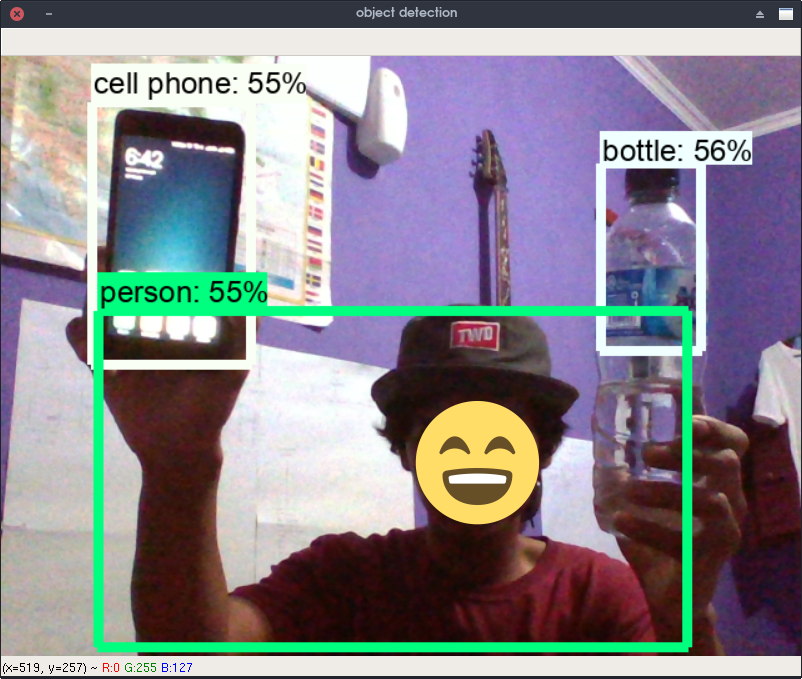 object detection
cell phone: 55%
bottle: 56%
6:42
person: 55%
TWO
(x=519, y=257) ~ R:0 G:255 B:127